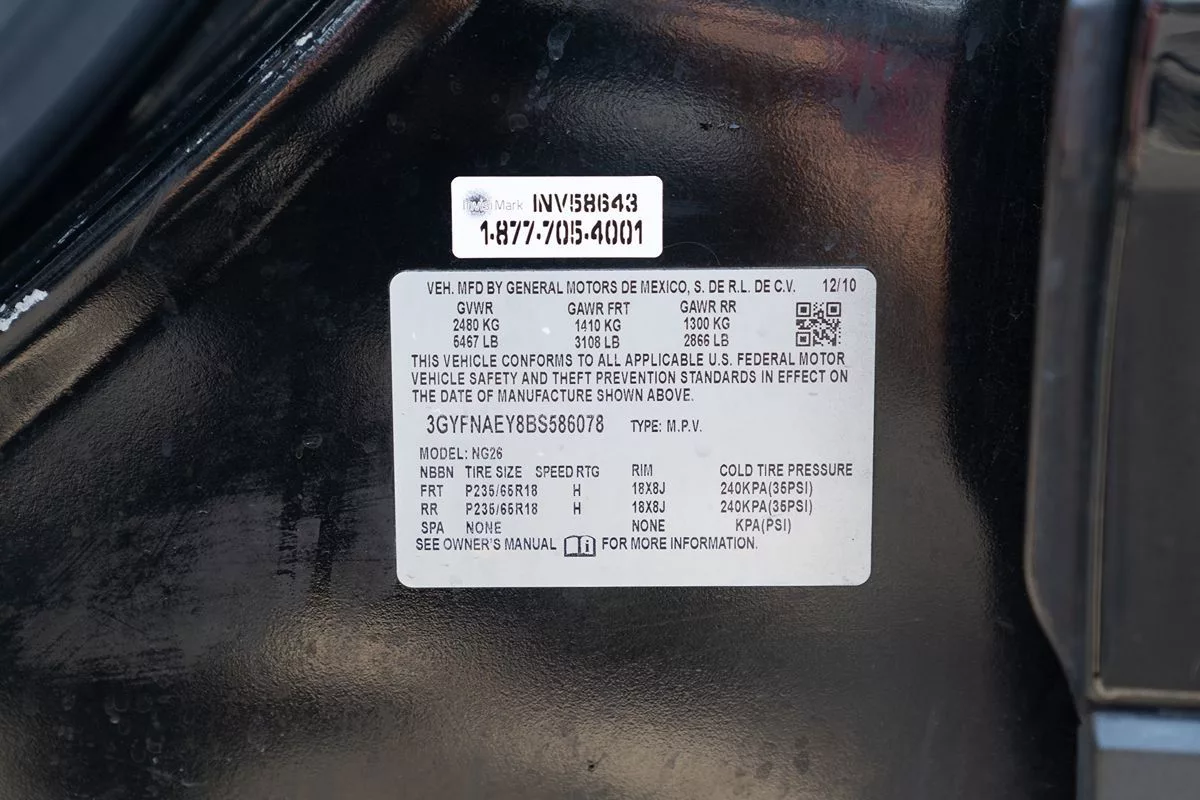 Mark INV58643
1-877-705-4001
VEH. MFD BY GENERAL MOTORS DE MEXICO, S. DE R.L. DE C.V. 12/10
GVWR GAWR FRT GAWR RR
2480 KG 1410 KG 1300 KG
5467 LB 3108 LB 2866 LB
THIS VEHICLE CONFORMS TO ALL APPLICABLE U.S. FEDERAL MOTOR
VEHICLE SAFETY AND THEFT PREVENTION STANDARDS IN EFFECT ON
THE DATE OF MANUFACTURE SHOWN ABOVE.
3GYFNAEY8BS586078 TYPE: M.P.V.
MODEL: NG26
NBBN TIRE SIZE SPEED RTG RIM COLD TIRE PRESSURE
FRT P235/65R18 H 18X8J 240KPA(35PSI)
RR P235/65R18 H 18X8J 240KPA(35PSI)
SPA NONE NONE KPA(PSI)
SEE OWNER'S MANUAL FOR MORE INFORMATION.